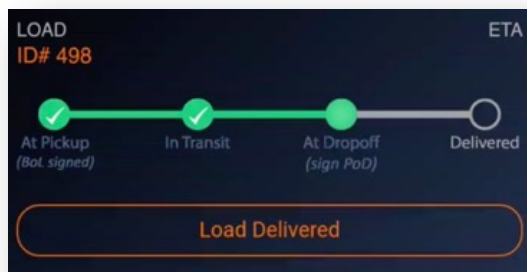 LOAD
ETA
ID# 498
At Pickup
In Transit
At Dropoff
Delivered
(BoL signed)
(sign PoD)
Load Delivered